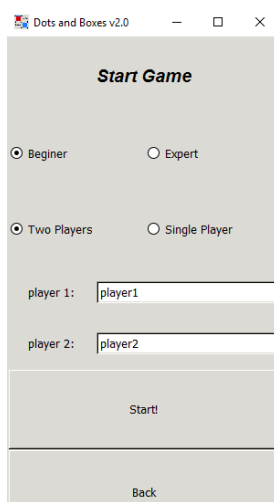 Dots and Boxes v2.0
Start Game
Beginer Expert
Two Players Single Player
player 1: player1
player 2: player2
Start!
Back